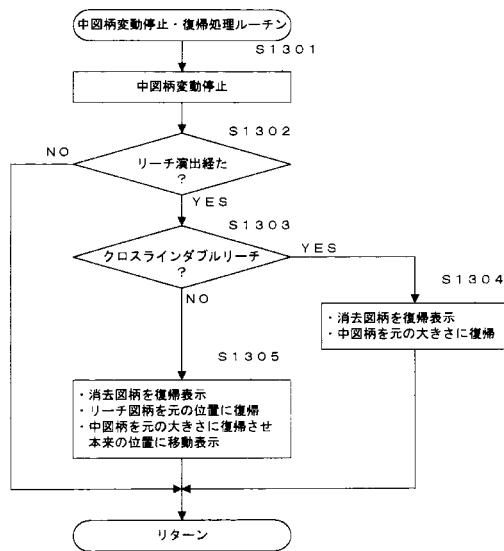 中図柄変動停止・復帰処理ルーチン
S1301
中図柄変動停止
S1302
NO
リーチ演出経た
?
YES
S1303
クロスラインダブルリーチ
?
YES
NO
S1304
・消去図柄を復帰表示
・中図柄を元の大きさに復帰
S1305
・消去図柄を復帰表示
・リーチ図柄を元の位置に復帰
・中図柄を元の大きさに復帰させ
本来の位置に移動表示
リターン